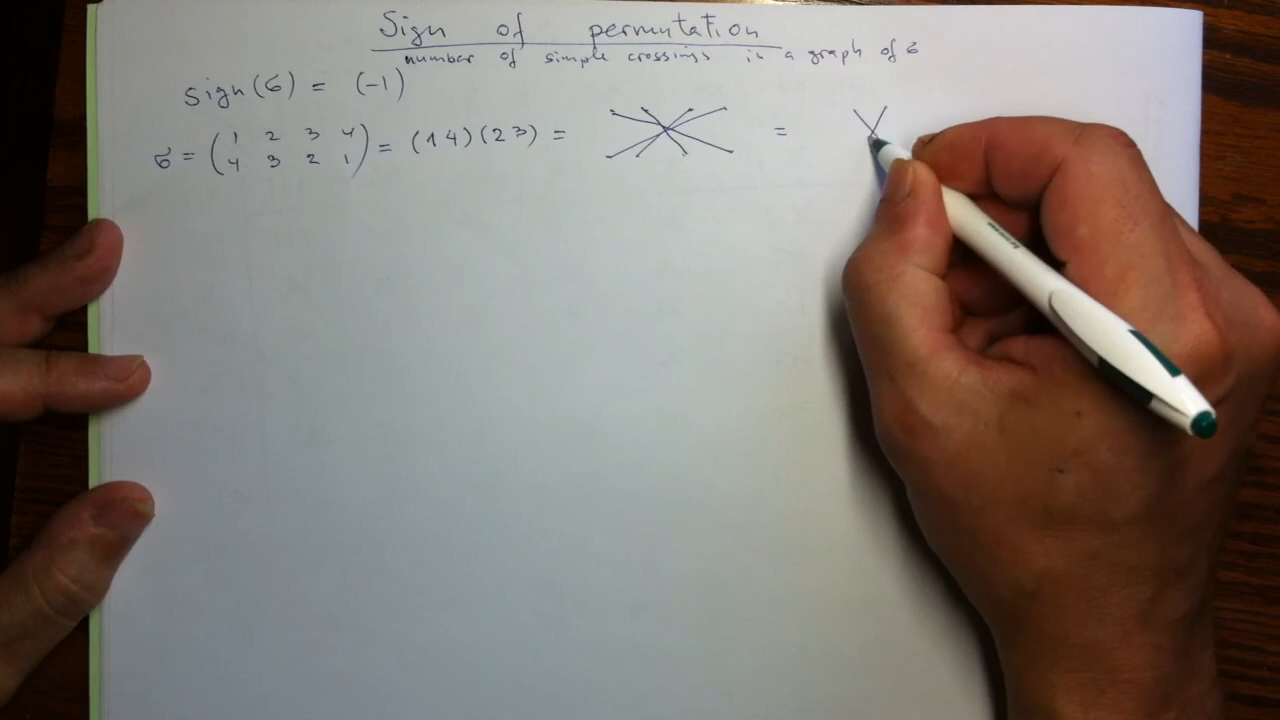 Sign of permutation
number of simple crossings in a graph of σ
sign(σ) = (-1)
σ = (1 2 3 4
4 3 2 1) = (1 4)(2 3) = =